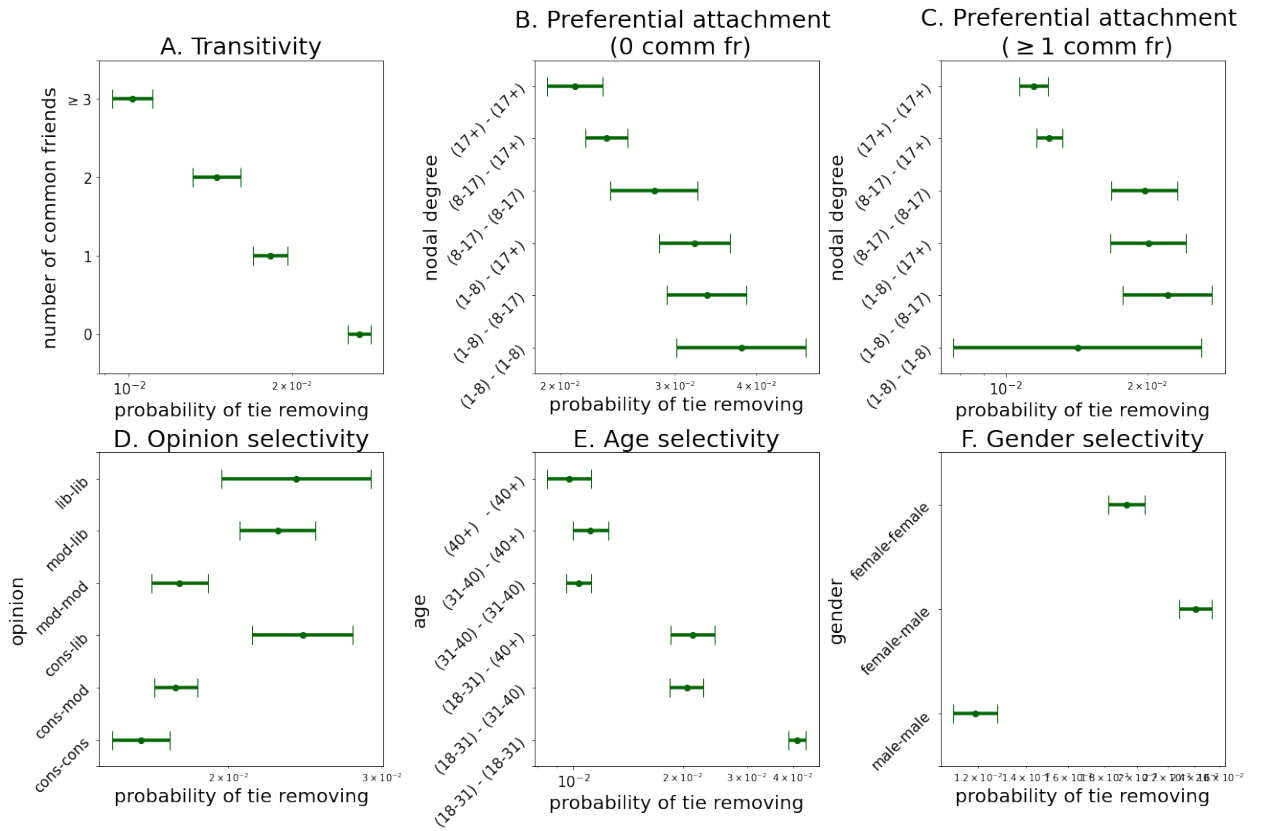 A. Transitivity
number of common friends
≥ 3
2
1
0
10⁻²
2 × 10⁻²
probability of tie removing
B. Preferential attachment
(0 comm fr)
nodal degree
(17+) - (17+)
(8-17) - (17+)
(8-17) - (8-17)
(1-8) - (17+)
(1-8) - (8-17)
(1-8) - (1-8)
2 × 10⁻²
3 × 10⁻²
4 × 10⁻²
probability of tie removing
C. Preferential attachment
( ≥ 1 comm fr)
nodal degree
(17+) - (17+)
(8-17) - (17+)
(8-17) - (8-17)
(1-8) - (17+)
(1-8) - (8-17)
(1-8) - (1-8)
10⁻²
2 × 10⁻²
probability of tie removing
D. Opinion selectivity
opinion
lib-lib
mod-lib
mod-mod
cons-lib
cons-mod
cons-cons
2 × 10⁻²
3 × 10⁻²
probability of tie removing
E. Age selectivity
age
(40+) - (40+)
(31-40) - (40+)
(31-40) - (31-40)
(18-31) - (40+)
(18-31) - (31-40)
(18-31) - (18-31)
10⁻²
2 × 10⁻²
3 × 10⁻²
4 × 10⁻²
probability of tie removing
F. Gender selectivity
gender
female-female
female-male
male-male
1.2 × 10⁻²
probability of tie removing